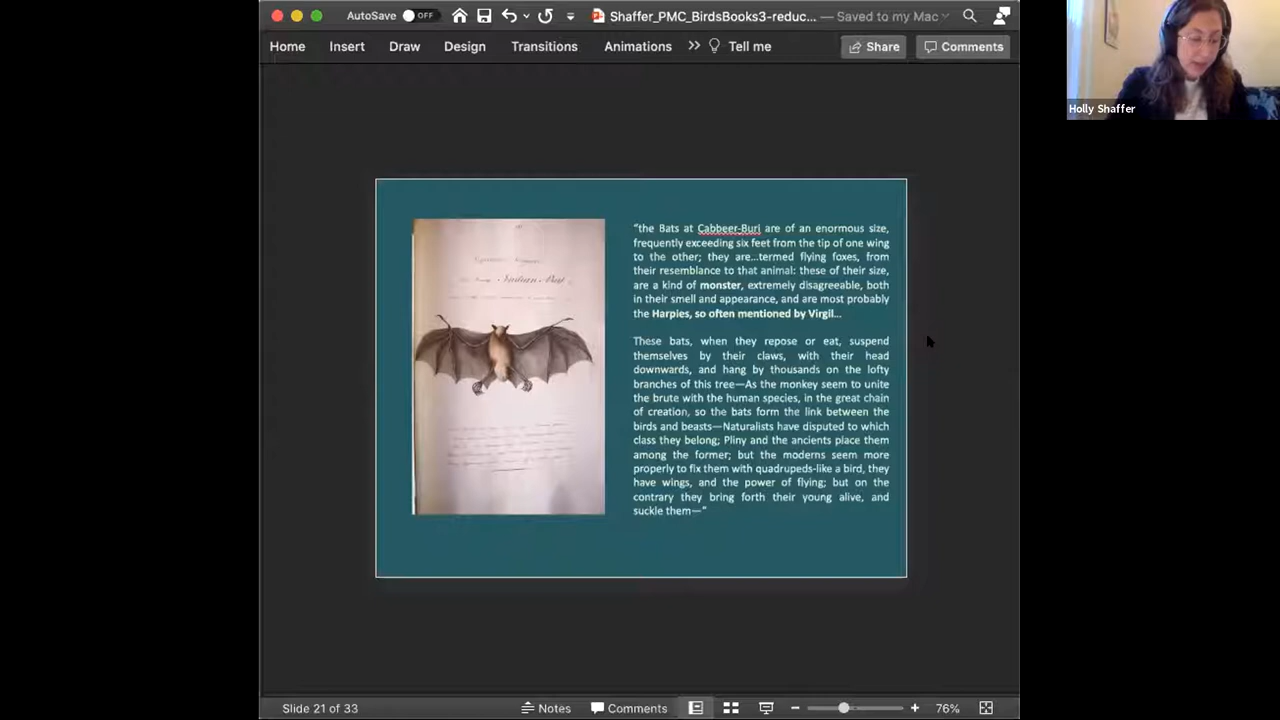 AutoSave OFF Shaffer_PMC_BirdsBooks3-reduc... — Saved to my Mac
Home Insert Draw Design Transitions Animations Tell me Share Comments
Holly Shaffer
Indian Bat
"the Bats at Cabbeer-Burl are of an enormous size,
frequently exceeding six feet from the tip of one wing
to the other; they are...termed flying foxes, from
their resemblance to that animal: these of their size,
are a kind of monster, extremely disagreeable, both
in their smell and appearance, and are most probably
the Harpies, so often mentioned by Virgil...
These bats, when they repose or eat, suspend
themselves by their claws, with their head
downwards, and hang by thousands on the lofty
branches of this tree—As the monkey seem to unite
the brute with the human species, in the great chain
of creation, so the bats form the link between the
birds and beasts—Naturalists have disputed to which
class they belong; Pliny and the ancients place them
among the former; but the moderns seem more
properly to fix them with quadrupeds-like a bird, they
have wings, and the power of flying; but on the
contrary they bring forth their young alive, and
suckle them—"
Slide 21 of 33 Notes Comments 76%